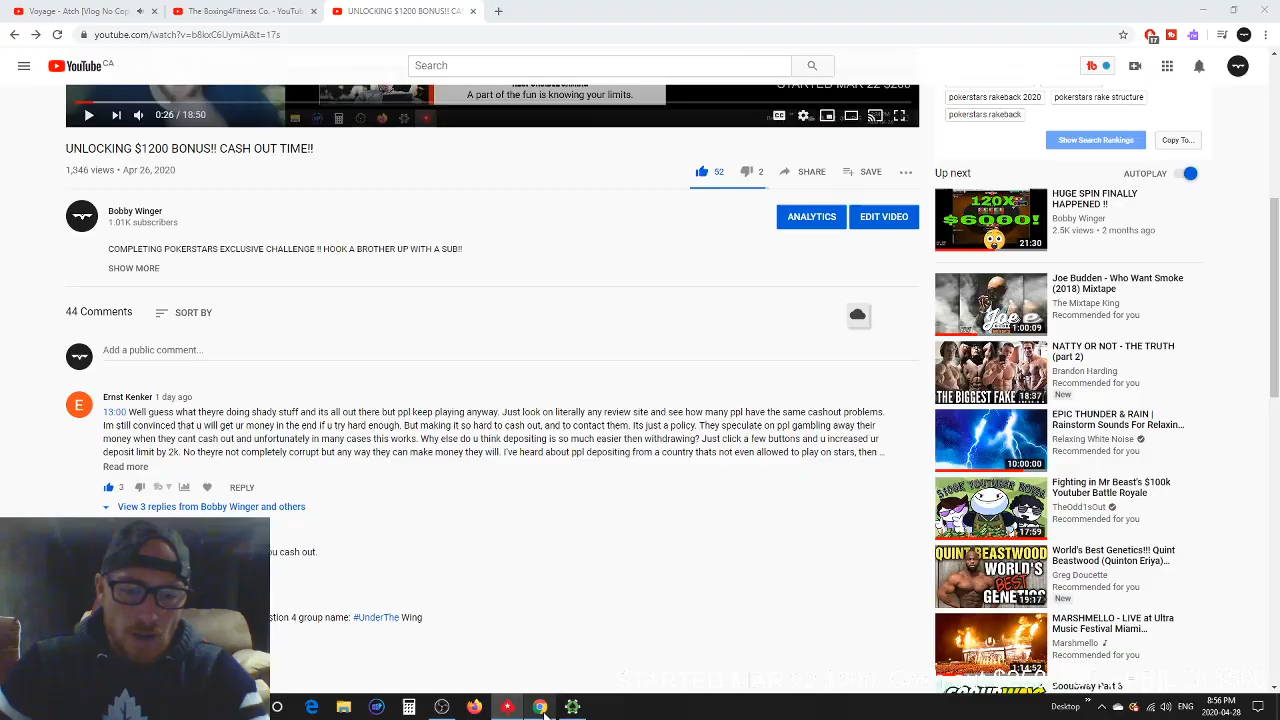 Voyage - Atch [Vlog No Cop
The Boxing4Fitness Co. - YouTub
UNLOCKING $1200 BONUS!! CA
youtube.com/watch?v=b8kxC6UymiA&t=17s
17
YouTube CA
Search
tb
A part of the fun is knowing your limits.
STARTED MAR 22 $200
0:26 / 18:50
pokerstars rakeback 2020
pokerstars rake structure
pokerstars rakeback
Show Search Rankings
Copy To...
UNLOCKING $1200 BONUS!! CASH OUT TIME!!
1,346 views • Apr 26, 2020
52
2
SHARE
SAVE
Bobby Winger
1.01K subscribers
ANALYTICS
EDIT VIDEO
COMPLETING POKERSTARS EXCLUSIVE CHALLENGE !! HOOK A BROTHER UP WITH A SUB!!
SHOW MORE
44 Comments
SORT BY
Add a public comment...
E
Ernst Kenker 1 day ago
13:00 Well guess what theyre doing shady stuff and its all out there but ppl keep playing anyway. Just look on literally any review site and see how many ppl have the same cashout problems.
Im still convinced that u will get ur money in the end if u try hard enough. But making it so hard to cash out, and to contact them. Its just a policy. They speculate on ppl gambling away their
money when they cant cash out and unfortunately in many cases this works. Why else do u think depositing is so much easier then withdrawing? Just click a few buttons and u increased ur
deposit limit by 2k. No theyre not completely corrupt but any way they can make money they will. I've heard about ppl depositing from a country thats not even allowed to play on stars, then ..
Read more
3
REPLY
View 3 replies from Bobby Winger and others
ou cash out.
stion 4 group name: #UnderThe Wing
Up next
AUTOPLAY
120X
$6000!
21:30
HUGE SPIN FINALLY
HAPPENED !!
Bobby Winger
2.5K views • 2 months ago
Joe
1:00:09
Joe Budden - Who Want Smoke
(2018) Mixtape
The Mixtape King
Recommended for you
THE BIGGEST FAKE
18:37
NATTY OR NOT - THE TRUTH
(part 2)
Brandon Harding
Recommended for you
New
10:00:00
EPIC THUNDER & RAIN |
Rainstorm Sounds For Relaxin...
Relaxing White Noise
Recommended for you
$100K YOUTUBER ROYAL
17:59
Fighting in Mr Beast's $100k
Youtuber Battle Royale
TheOdd1sOut
Recommended for you
QUINT BEASTWOOD
WORLD'S
BEST
GENETICS
19:17
World's Best Genetics!!! Quint
Beastwood (Quinton Eriya)...
Greg Doucette
Recommended for you
New
1:14:52
MARSHMELLO - LIVE at Ultra
Music Festival Miami...
Marshmello
Recommended for you
Desktop
ENG
8:56 PM
2020-04-28